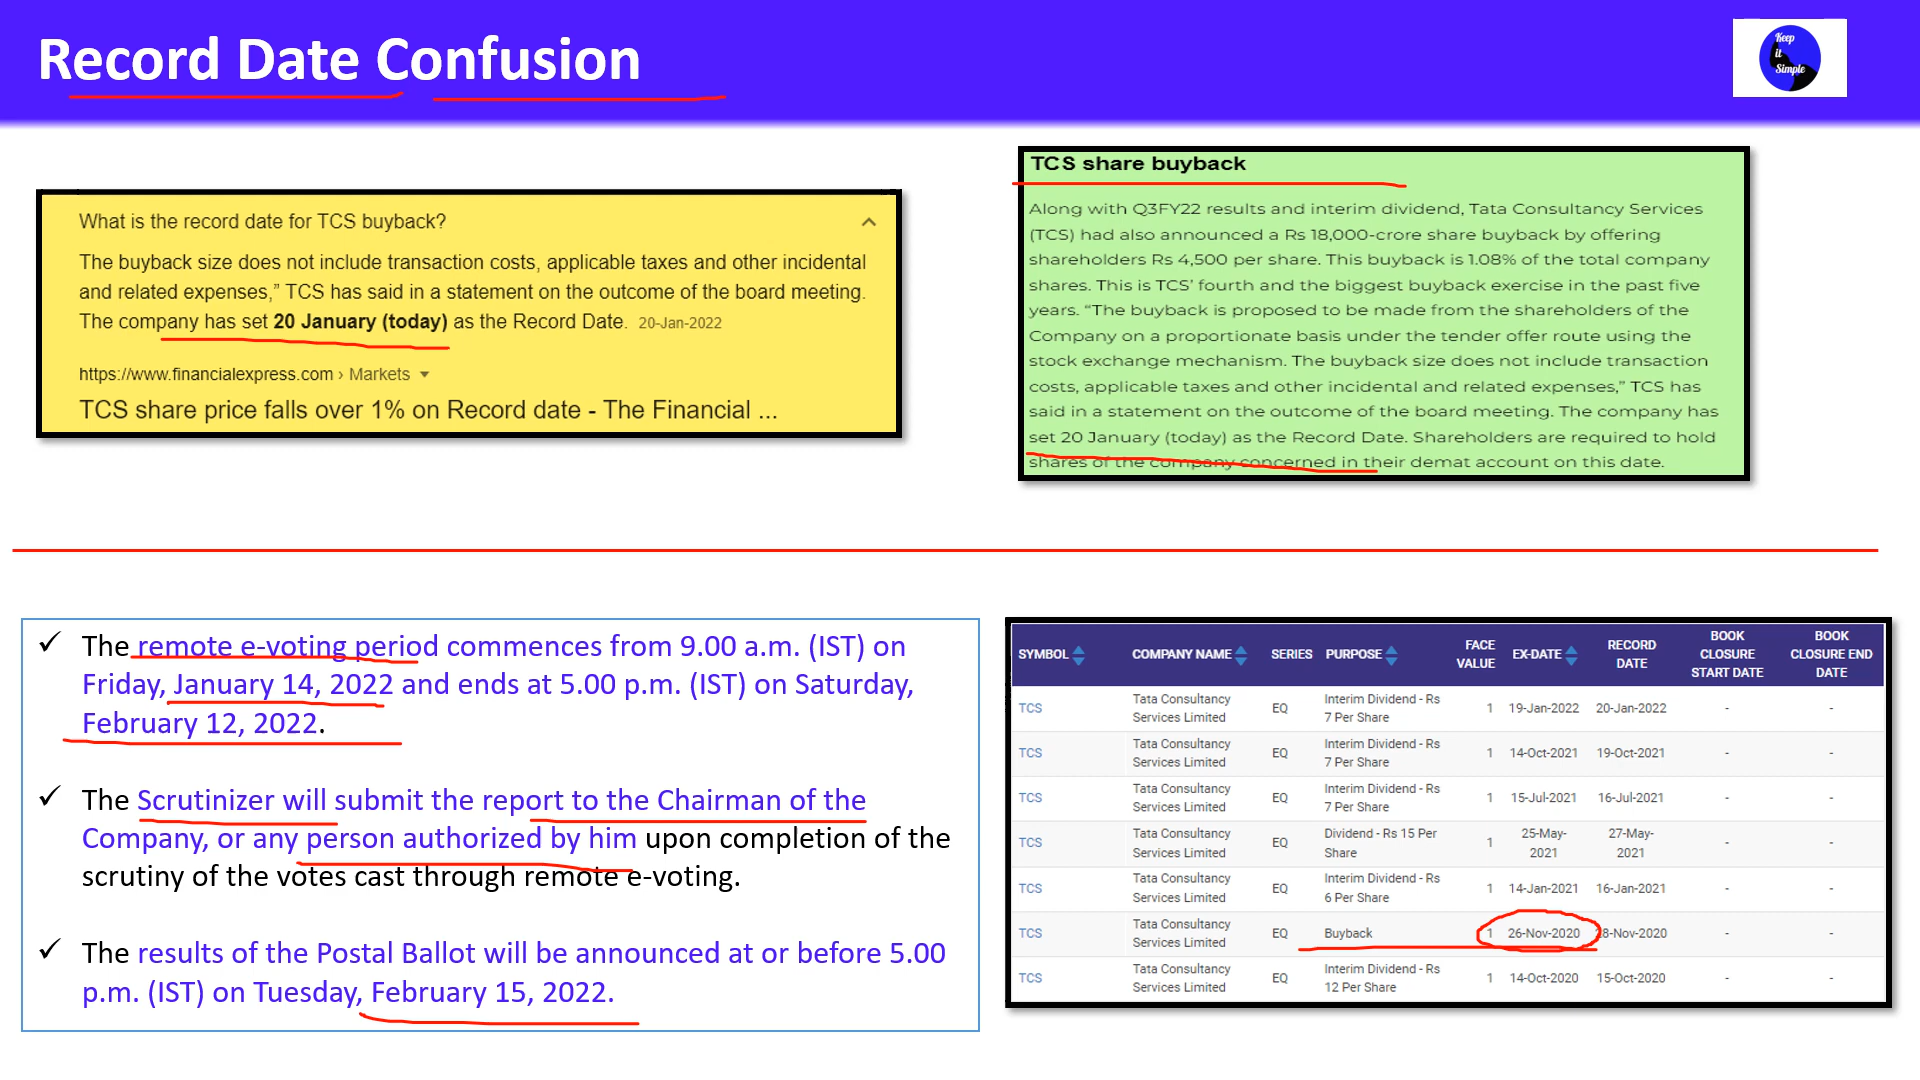 Record Date Confusion
Keep
it
Simple
What is the record date for TCS buyback?
The buyback size does not include transaction costs, applicable taxes and other incidental
and related expenses,” TCS has said in a statement on the outcome of the board meeting.
The company has set 20 January (today) as the Record Date. 20-Jan-2022
https://www.financialexpress.com › Markets
TCS share price falls over 1% on Record date - The Financial ...
TCS share buyback
Along with Q3FY22 results and interim dividend, Tata Consultancy Services
(TCS) had also announced a Rs 18,000-crore share buyback by offering
shareholders Rs 4,500 per share. This buyback is 1.08% of the total company
shares. This is TCS’ fourth and the biggest buyback exercise in the past five
years. “The buyback is proposed to be made from the shareholders of the
Company on a proportionate basis under the tender offer route using the
stock exchange mechanism. The buyback size does not include transaction
costs, applicable taxes and other incidental and related expenses,” TCS has
said in a statement on the outcome of the board meeting. The company has
set 20 January (today) as the Record Date. Shareholders are required to hold
shares of the company concerned in their demat account on this date.
✓ The remote e-voting period commences from 9.00 a.m. (IST) on
Friday, January 14, 2022 and ends at 5.00 p.m. (IST) on Saturday,
February 12, 2022.
✓ The Scrutinizer will submit the report to the Chairman of the
Company, or any person authorized by him upon completion of the
scrutiny of the votes cast through remote e-voting.
✓ The results of the Postal Ballot will be announced at or before 5.00
p.m. (IST) on Tuesday, February 15, 2022.
SYMBOL COMPANY NAME SERIES PURPOSE FACE VALUE EX-DATE RECORD DATE BOOK CLOSURE START DATE BOOK CLOSURE END DATE
TCS Tata Consultancy Services Limited EQ Interim Dividend - Rs 7 Per Share 1 19-Jan-2022 20-Jan-2022 - -
TCS Tata Consultancy Services Limited EQ Interim Dividend - Rs 7 Per Share 1 14-Oct-2021 19-Oct-2021 - -
TCS Tata Consultancy Services Limited EQ Interim Dividend - Rs 7 Per Share 1 15-Jul-2021 16-Jul-2021 - -
TCS Tata Consultancy Services Limited EQ Dividend - Rs 15 Per Share 1 25-May-2021 27-May-2021 - -
TCS Tata Consultancy Services Limited EQ Interim Dividend - Rs 6 Per Share 1 14-Jan-2021 16-Jan-2021 - -
TCS Tata Consultancy Services Limited EQ Buyback 1 26-Nov-2020 8-Nov-2020 - -
TCS Tata Consultancy Services Limited EQ Interim Dividend - Rs 12 Per Share 1 14-Oct-2020 15-Oct-2020 - -